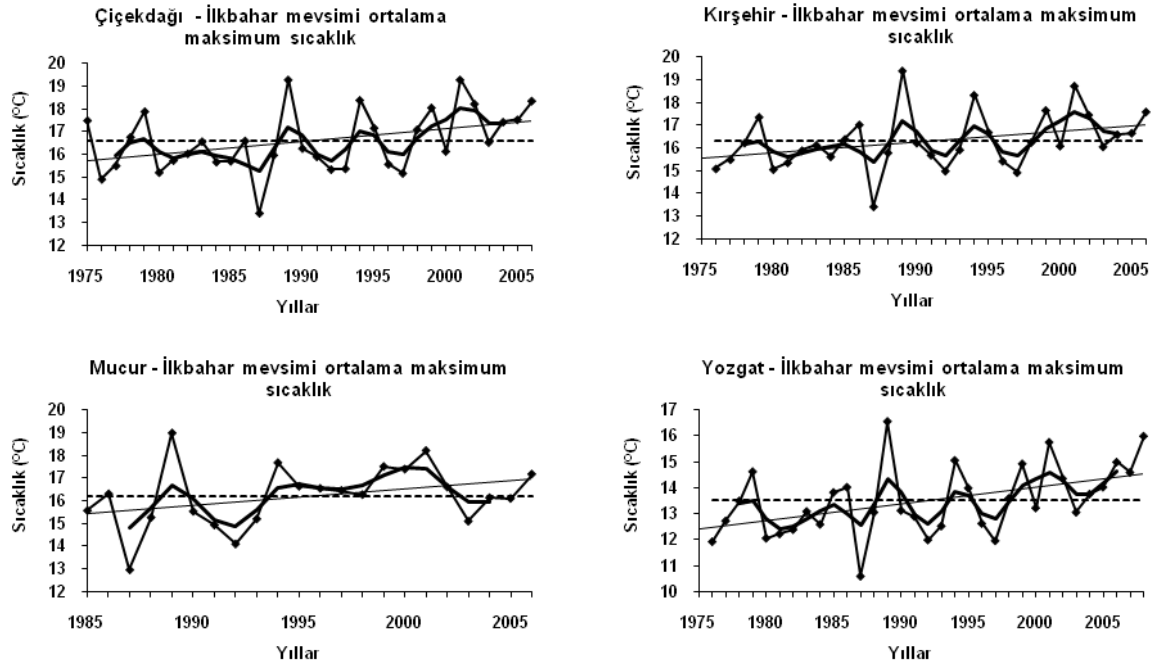 Çiçekdağı - İlkbahar mevsimi ortalama
maksimum sıcaklık
Sıcaklık (°C)
20
19
18
17
16
15
14
13
12
1975 1980 1985 1990 1995 2000 2005
Yıllar
Kırşehir - İlkbahar mevsimi ortalama maksimum
sıcaklık
Sıcaklık (°C)
20
19
18
17
16
15
14
13
12
1975 1980 1985 1990 1995 2000 2005
Yıllar
Mucur - İlkbahar mevsimi ortalama maksimum
sıcaklık
Sıcaklık (°C)
20
19
18
17
16
15
14
13
12
1985 1990 1995 2000 2005
Yıllar
Yozgat - İlkbahar mevsimi ortalama maksimum
sıcaklık
Sıcaklık (°C)
17
16
15
14
13
12
11
10
1975 1980 1985 1990 1995 2000 2005
Yıllar